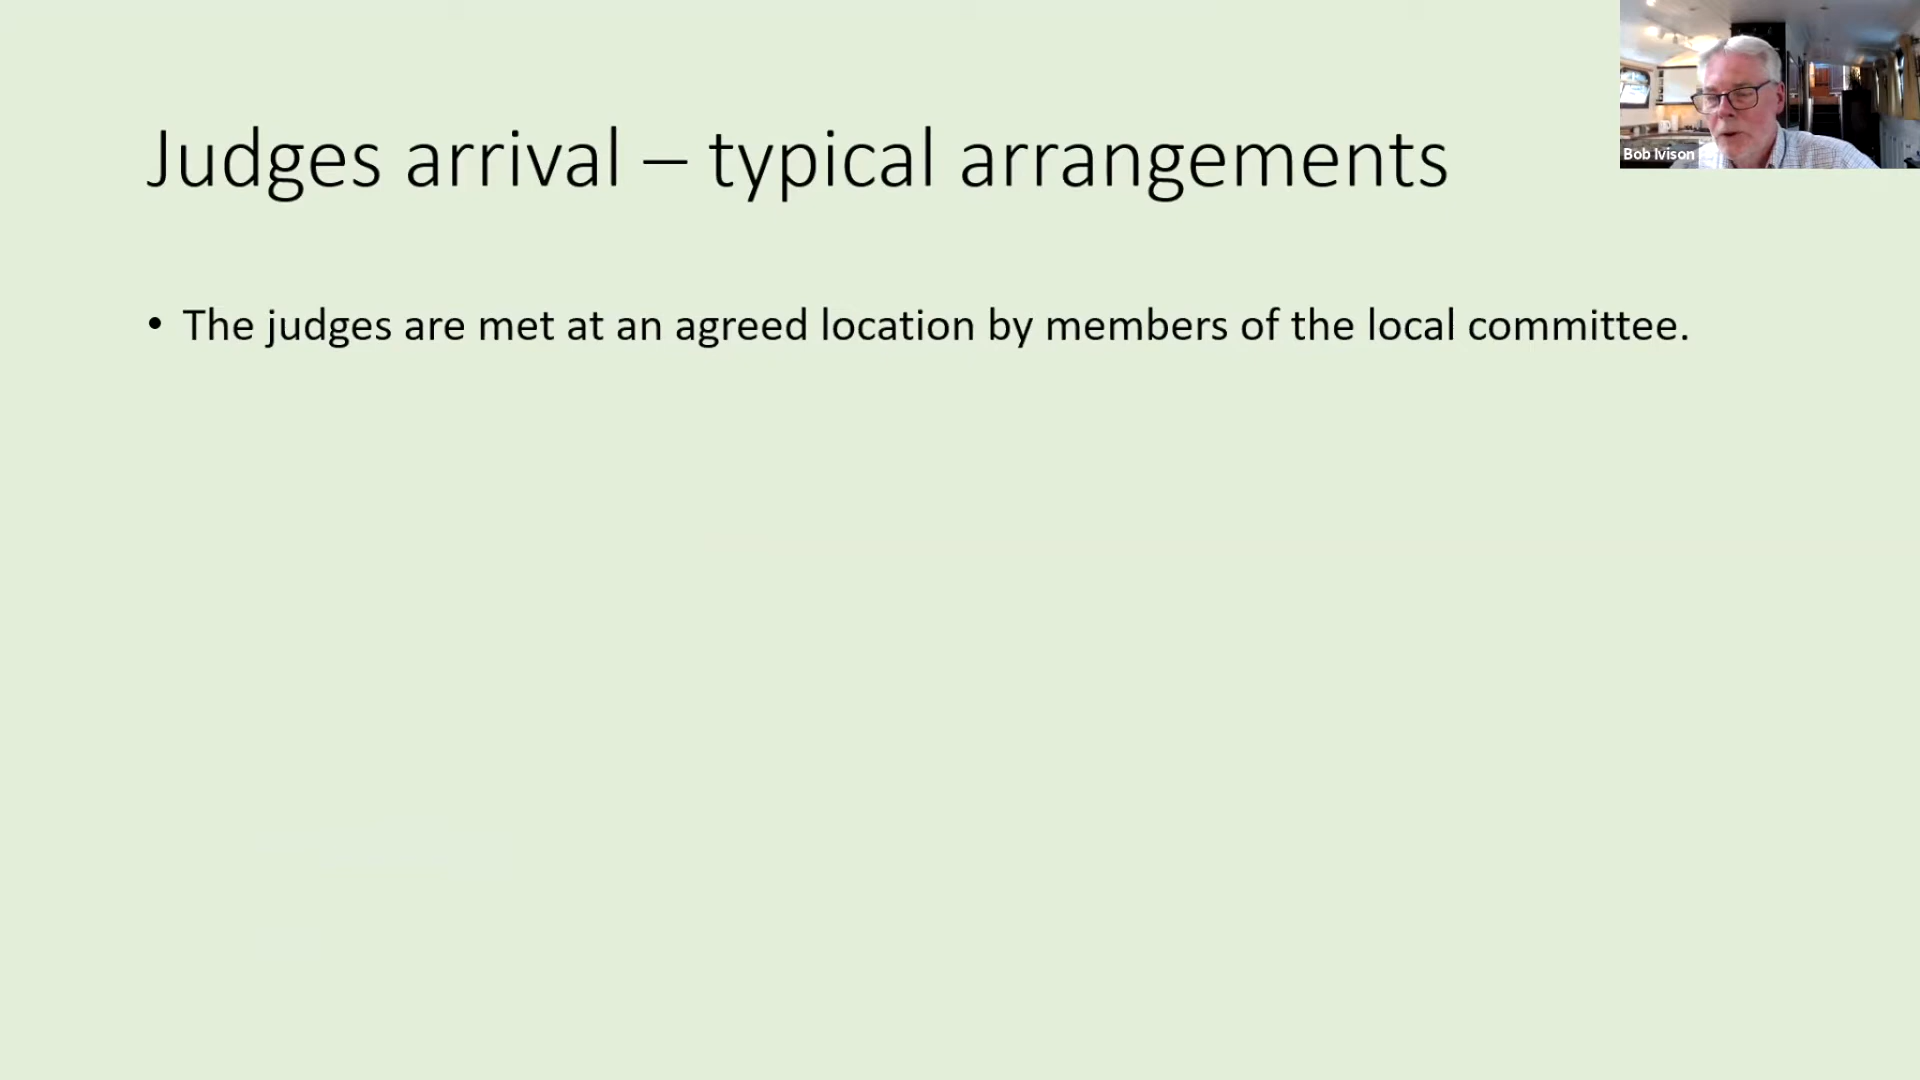 Judges arrival – typical arrangements
• The judges are met at an agreed location by members of the local committee.
Bob Ivison